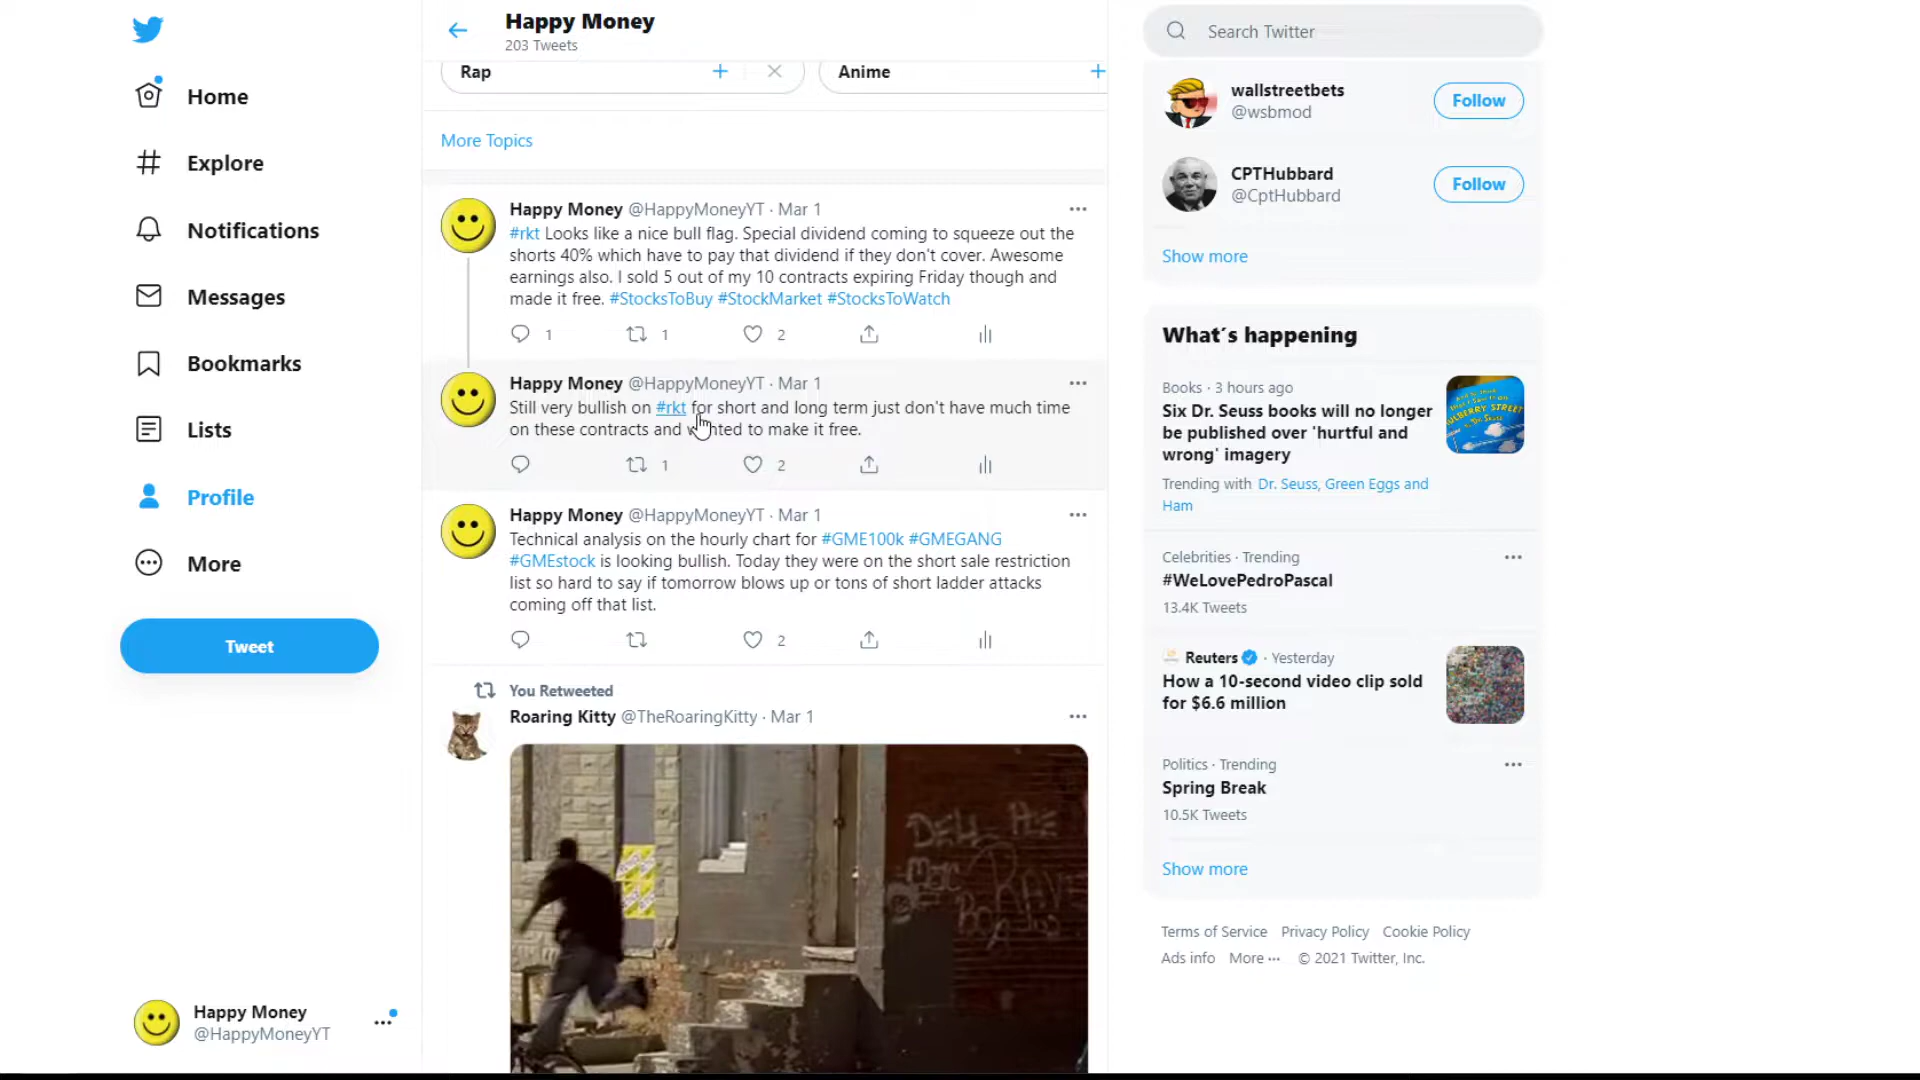 Home
Explore
Notifications
Messages
Bookmarks
Lists
Profile
More
Tweet
Happy Money
@HappyMoneyYT
Happy Money
203 Tweets
Rap
Anime
More Topics
Happy Money @HappyMoneyYT · Mar 1
#rkt Looks like a nice bull flag. Special dividend coming to squeeze out the
shorts 40% which have to pay that dividend if they don't cover. Awesome
earnings also. I sold 5 out of my 10 contracts expiring Friday though and
made it free. #StocksToBuy #StockMarket #StocksToWatch
1 1 2
Happy Money @HappyMoneyYT · Mar 1
Still very bullish on #rkt for short and long term just don't have much time
on these contracts and wanted to make it free.
1 2
Happy Money @HappyMoneyYT · Mar 1
Technical analysis on the hourly chart for #GME100k #GMEGANG
#GMEstock is looking bullish. Today they were on the short sale restriction
list so hard to say if tomorrow blows up or tons of short ladder attacks
coming off that list.
2
You Retweeted
Roaring Kitty @TheRoaringKitty · Mar 1
Search Twitter
wallstreetbets
@wsbmod
Follow
CPTHubbard
@CptHubbard
Follow
Show more
What's happening
Books · 3 hours ago
Six Dr. Seuss books will no longer
be published over 'hurtful and
wrong' imagery
Trending with Dr. Seuss, Green Eggs and
Ham
Celebrities · Trending
#WeLovePedroPascal
13.4K Tweets
Reuters · Yesterday
How a 10-second video clip sold
for $6.6 million
Politics · Trending
Spring Break
10.5K Tweets
Show more
Terms of Service Privacy Policy Cookie Policy
Ads info More ··· © 2021 Twitter, Inc.